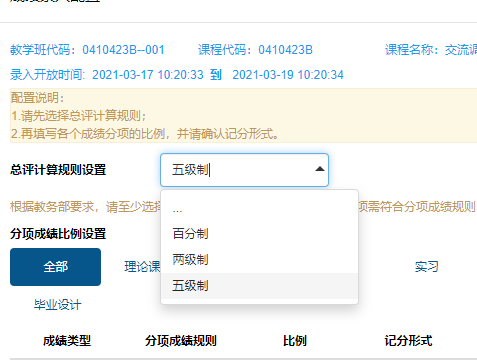 教学班代码：0410423B--001 课程代码：0410423B 课程名称：交流调
录入开放时间: 2021-03-17 10:20:33 到 2021-03-19 10:20:34
配置说明：
1.请先选择总评计算规则；
2.再填写各个成绩分项的比例，并请确认记分形式。
总评计算规则设置 五级制
...
根据教务部要求，请至少选择 项需符合分项成绩规则
百分制
分项成绩比例设置
两级制
全部 理论课 实习
五级制
毕业设计
成绩类型 分项成绩规则 比例 记分形式